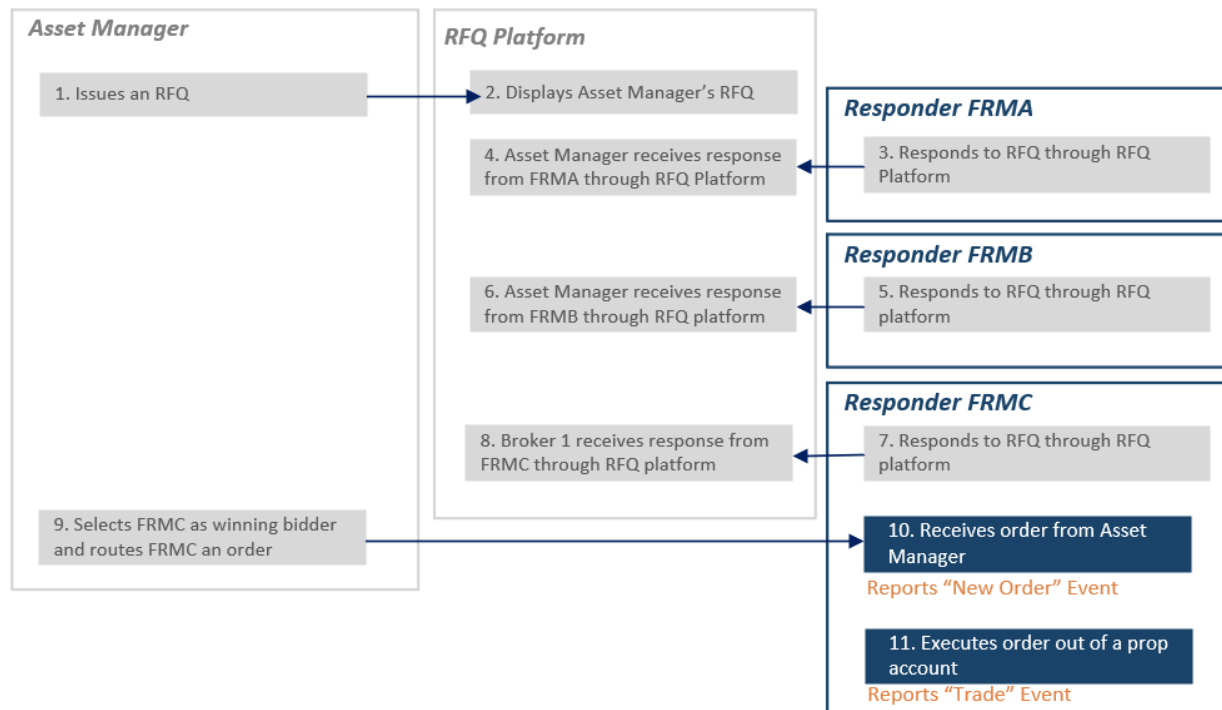 Asset Manager
RFQ Platform
1. Issues an RFQ
2. Displays Asset Manager's RFQ
Responder FRMA
3. Responds to RFQ through RFQ
Platform
4. Asset Manager receives response
from FRMA through RFQ Platform
Responder FRMB
5. Responds to RFQ through RFQ
platform
6. Asset Manager receives response
from FRMB through RFQ platform
Responder FRMC
7. Responds to RFQ through RFQ
platform
8. Broker 1 receives response from
FRMC through RFQ platform
9. Selects FRMC as winning bidder
and routes FRMC an order
10. Receives order from Asset
Manager
Reports “New Order” Event
11. Executes order out of a prop
account
Reports “Trade” Event